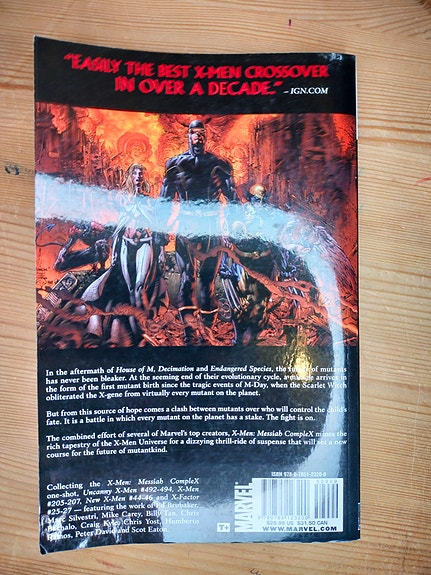 "EASILY THE BEST X-MEN CROSSOVER
IN OVER A DECADE." – IGN.COM
In the aftermath of House of M, Decimation and Endangered Species, the future of mutants
has never been bleaker. At the seeming end of their evolutionary cycle, a arrives in
the form of the first mutant birth since the tragic events of M-Day, when the Scarlet Witch
obliterated the X-gene from virtually every mutant on the planet.
But from this source of hope comes a clash between mutants over who will control the child's
fate. It is a battle in which every mutant on the planet has a stake. The fight is on.
The combined effort of several of Marvel's top creators, X-Men: Messiah CompleX mines the
rich tapestry of the X-Men Universe for a dizzying thrill-ride of suspense that will set a new
course for the future of mutantkind.
Collecting the X-Men: Messiah CompleX
one-shot, Uncanny X-Men #492-494, X-Men
#205-207, New X-Men #44-46 and X-Factor
#25-27 — featuring the work of Ed Brubaker,
Marc Silvestri, Mike Carey, Billy Tan, Chris
Bachalo, Craig Kyle, Chris Yost, Humberto
Ramos, Peter David and Scot Eaton.
MARVEL
ISBN 978-0-7851-2320-0
$29.99 US $31.50 CAN
WWW.MARVEL.COM